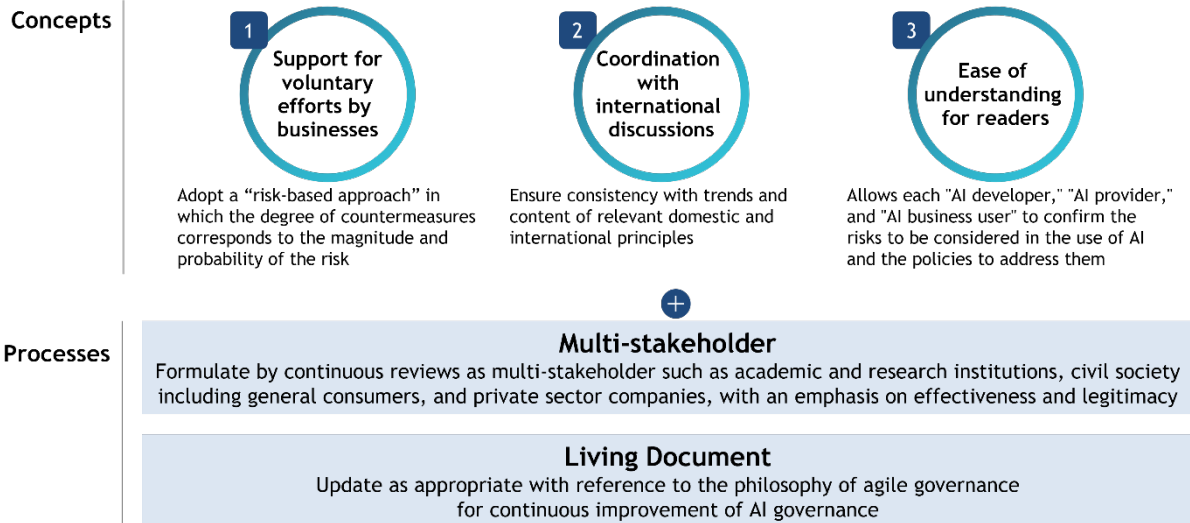 Concepts
1
Support for
voluntary
efforts by
businesses
Adopt a “risk-based approach” in
which the degree of countermeasures
corresponds to the magnitude and
probability of the risk
2
Coordination
with
international
discussions
Ensure consistency with trends and
content of relevant domestic and
international principles
3
Ease of
understanding
for readers
Allows each "AI developer," "AI provider,"
and "AI business user" to confirm the
risks to be considered in the use of AI
and the policies to address them
+
Processes
Multi-stakeholder
Formulate by continuous reviews as multi-stakeholder such as academic and research institutions, civil society
including general consumers, and private sector companies, with an emphasis on effectiveness and legitimacy
Living Document
Update as appropriate with reference to the philosophy of agile governance
for continuous improvement of AI governance